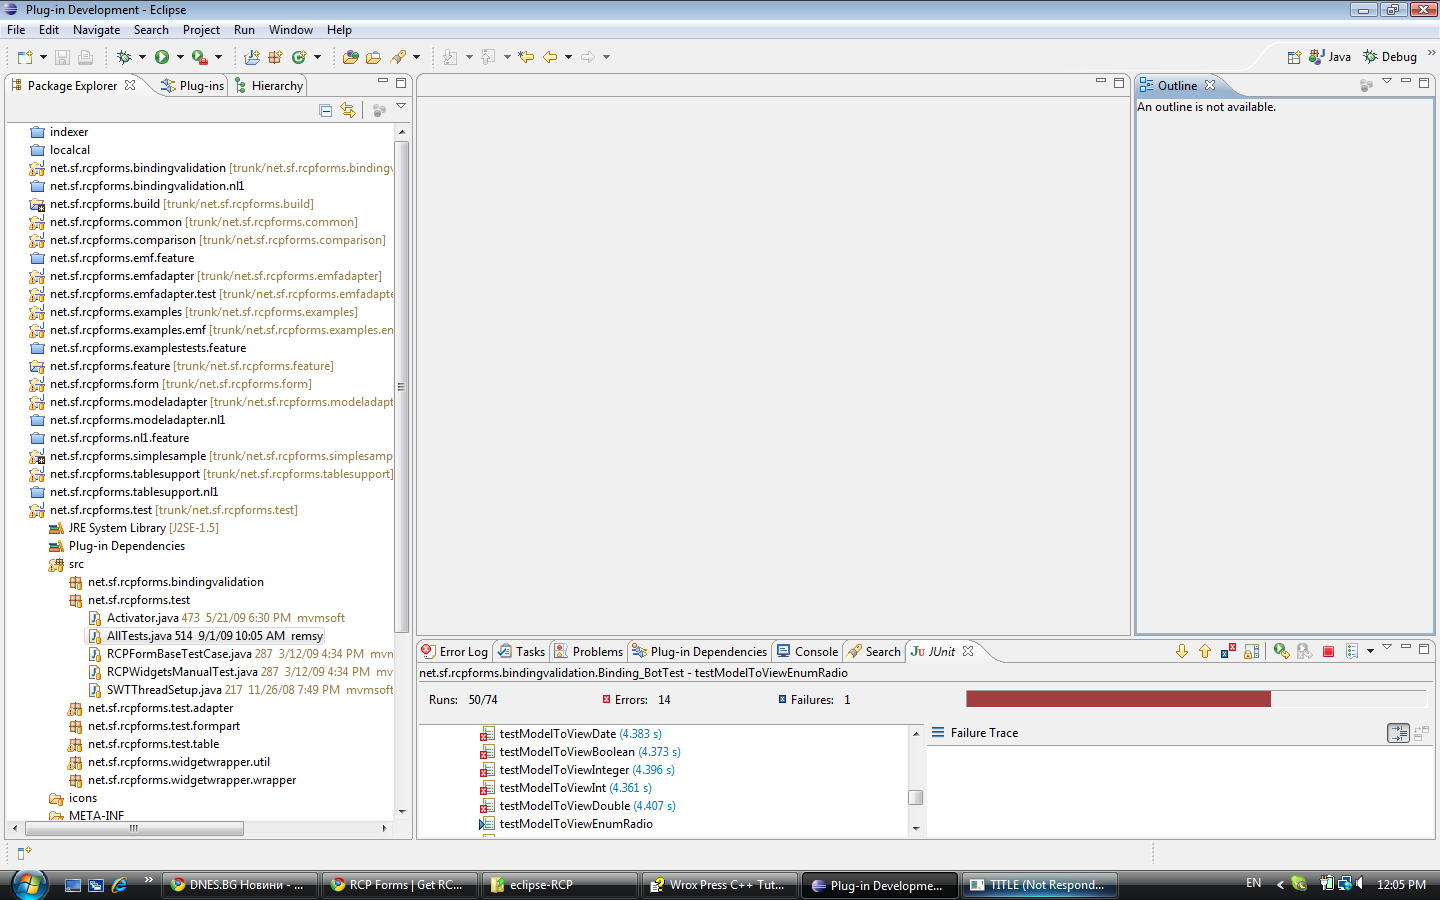 Plug-in Development - Eclipse
File Edit Navigate Search Project Run Window Help
Java Debug
Package Explorer Plug-ins Hierarchy
Outline
An outline is not available.
indexer
localcal
net.sf.rcpforms.bindingvalidation [trunk/net.sf.rcpforms.binding
net.sf.rcpforms.bindingvalidation.nl1
net.sf.rcpforms.build [trunk/net.sf.rcpforms.build]
net.sf.rcpforms.common [trunk/net.sf.rcpforms.common]
net.sf.rcpforms.comparison [trunk/net.sf.rcpforms.comparison]
net.sf.rcpforms.emf.feature
net.sf.rcpforms.emfadapter [trunk/net.sf.rcpforms.emfadapter]
net.sf.rcpforms.emfadapter.test [trunk/net.sf.rcpforms.emfadapte
net.sf.rcpforms.examples [trunk/net.sf.rcpforms.examples]
net.sf.rcpforms.examples.emf [trunk/net.sf.rcpforms.examples.em
net.sf.rcpforms.examplestests.feature
net.sf.rcpforms.feature [trunk/net.sf.rcpforms.feature]
net.sf.rcpforms.form [trunk/net.sf.rcpforms.form]
net.sf.rcpforms.modeladapter [trunk/net.sf.rcpforms.modeladapt
net.sf.rcpforms.modeladapter.nl1
net.sf.rcpforms.nl1.feature
net.sf.rcpforms.simplesample [trunk/net.sf.rcpforms.simplesamp
net.sf.rcpforms.tablesupport [trunk/net.sf.rcpforms.tablesupport]
net.sf.rcpforms.tablesupport.nl1
net.sf.rcpforms.test [trunk/net.sf.rcpforms.test]
JRE System Library [J2SE-1.5]
Plug-in Dependencies
src
net.sf.rcpforms.bindingvalidation
net.sf.rcpforms.test
Activator.java 473 5/21/09 6:30 PM mvmsoft
AllTests.java 514 9/1/09 10:05 AM remsy
RCPFormBaseTestCase.java 287 3/12/09 4:34 PM mvn
RCPWidgetsManualTest.java 287 3/12/09 4:34 PM mvm
SWTThreadSetup.java 217 11/26/08 7:49 PM mvmsoft
net.sf.rcpforms.test.adapter
net.sf.rcpforms.test.formpart
net.sf.rcpforms.test.table
net.sf.rcpforms.widgetwrapper.util
net.sf.rcpforms.widgetwrapper.wrapper
icons
META-INF
Error Log Tasks Problems Plug-in Dependencies Console Search JUnit
net.sf.rcpforms.bindingvalidation.Binding_BotTest - testModelToViewEnumRadio
Runs: 50/74 Errors: 14 Failures: 1
testModelToViewDate (4.383 s)
testModelToViewBoolean (4.373 s)
testModelToViewInteger (4.396 s)
testModelToViewInt (4.361 s)
testModelToViewDouble (4.407 s)
testModelToViewEnumRadio
Failure Trace
DNES.BG Новини - ... RCP Forms | Get RC... eclipse-RCP Wrox Press C++ Tut... Plug-in Developme... TITLE (Not Respond... EN 12:05 PM